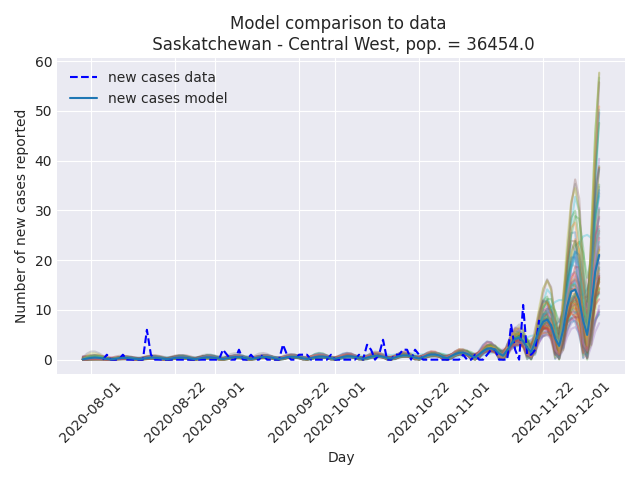 Model comparison to data
Saskatchewan - Central West, pop. = 36454.0
new cases data
new cases model
Number of new cases reported
60
50
40
30
20
10
0
2020-08-01
2020-08-22
2020-09-01
2020-09-22
2020-10-01
2020-10-22
2020-11-01
2020-11-22
2020-12-01
Day